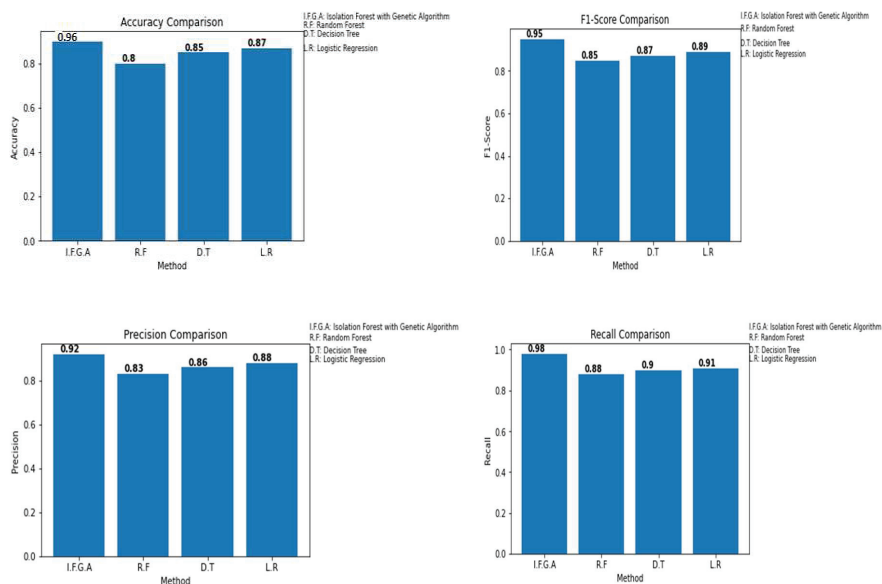 Accuracy Comparison
I.F.G.A: Isolation Forest with Genetic Algorithm
R.F: Random Forest
D.T: Decision Tree
L.R: Logistic Regression
0.96
0.8
0.85
0.87
0.8
0.6
0.4
0.2
0.0
Accuracy
I.F.G.A R.F D.T L.R
Method
F1-Score Comparison
I.F.G.A: Isolation Forest with Genetic Algorithm
R.F: Random Forest
D.T: Decision Tree
L.R: Logistic Regression
0.95
0.85
0.87
0.89
0.8
0.6
0.4
0.2
0.0
F1-Score
I.F.G.A R.F D.T L.R
Method
Precision Comparison
I.F.G.A: Isolation Forest with Genetic Algorithm
R.F: Random Forest
D.T: Decision Tree
L.R: Logistic Regression
0.92
0.83
0.86
0.88
0.8
0.6
0.4
0.2
0.0
Precision
I.F.G.A R.F D.T L.R
Method
Recall Comparison
I.F.G.A: Isolation Forest with Genetic Algorithm
R.F: Random Forest
D.T: Decision Tree
L.R: Logistic Regression
0.98
0.88
0.9
0.91
1.0
0.8
0.6
0.4
0.2
0.0
Recall
I.F.G.A R.F D.T L.R
Method